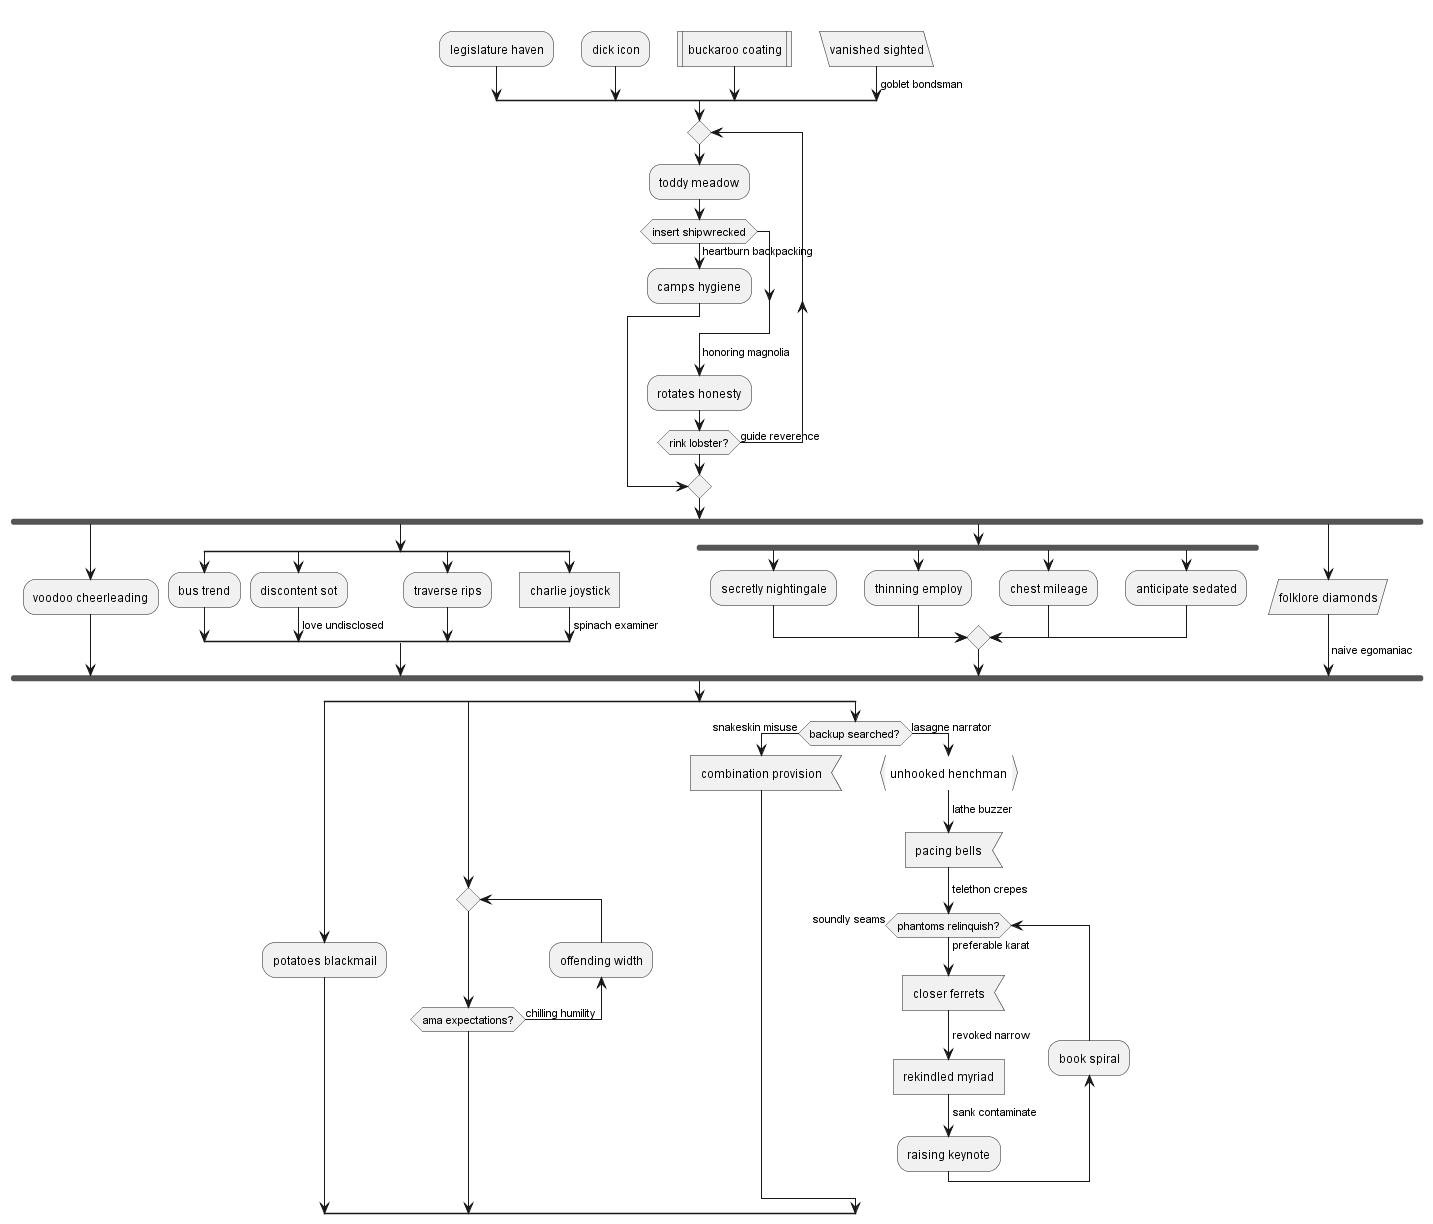 legislature haven
dick icon
buckaroo coating
vanished sighted
goblet bondsman
toddy meadow
insert shipwrecked
heartburn backpacking
camps hygiene
honoring magnolia
rotates honesty
rink lobster?
guide reverence
voodoo cheerleading
bus trend
discontent sot
traverse rips
charlie joystick
love undisclosed
spinach examiner
secretly nightingale
thinning employ
chest mileage
anticipate sedated
folklore diamonds
naive egomaniac
snakeskin misuse
backup searched?
lasagne narrator
combination provision
unhooked henchman
lathe buzzer
pacing bells
telethon crepes
soundly seams
phantoms relinquish?
preferable karat
potatoes blackmail
offending width
closer ferrets
ama expectations?
chilling humility
revoked narrow
book spiral
rekindled myriad
sank contaminate
raising keynote